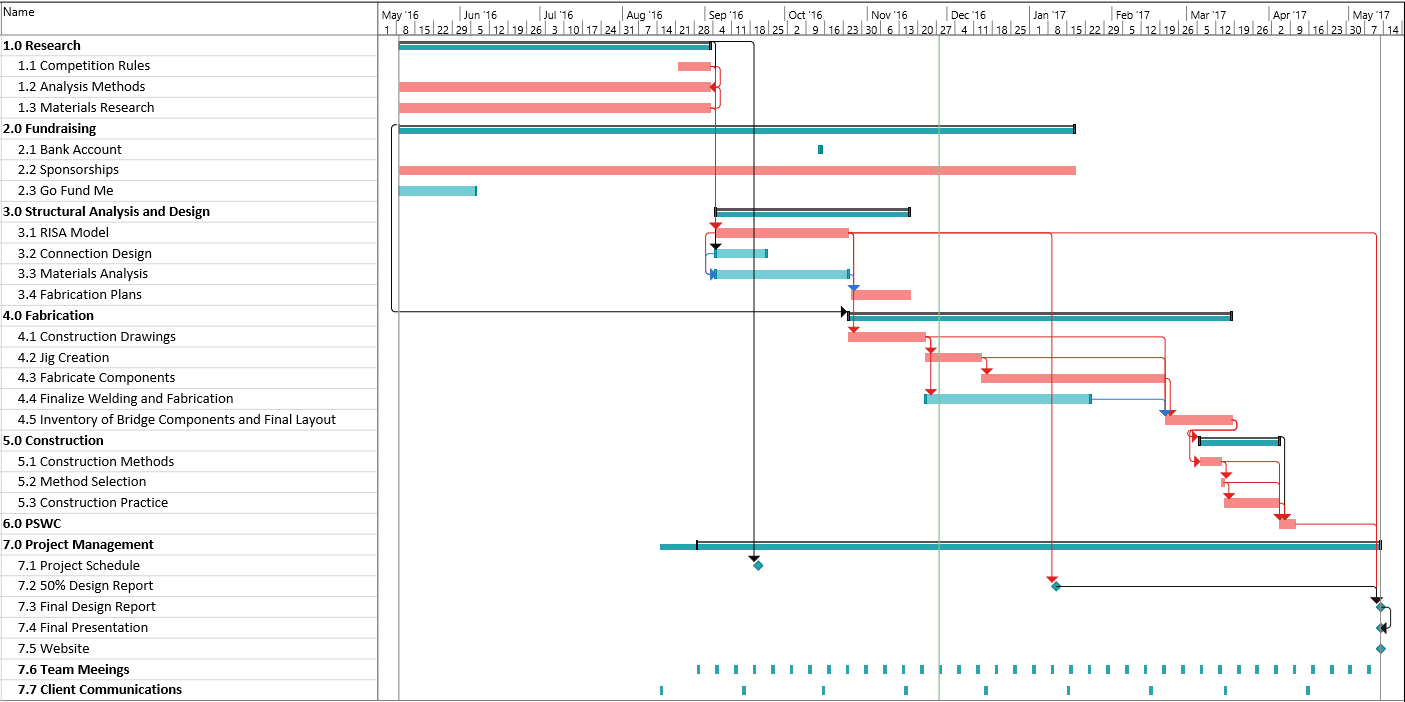 Name
May '16 Jun '16 Jul '16 Aug '16 Sep '16 Oct '16 Nov '16 Dec '16 Jan '17 Feb '17 Mar '17 Apr '17 May '17
1 8 15 22 29 5 12 19 26 3 10 17 24 31 7 14 21 28 4 11 18 25 2 9 16 23 30 6 13 20 27 4 11 18 25 1 8 15 22 29 5 12 19 26 5 12 19 26 2 9 16 23 30 7 14
1.0 Research
1.1 Competition Rules
1.2 Analysis Methods
1.3 Materials Research
2.0 Fundraising
2.1 Bank Account
2.2 Sponsorships
2.3 Go Fund Me
3.0 Structural Analysis and Design
3.1 RISA Model
3.2 Connection Design
3.3 Materials Analysis
3.4 Fabrication Plans
4.0 Fabrication
4.1 Construction Drawings
4.2 Jig Creation
4.3 Fabricate Components
4.4 Finalize Welding and Fabrication
4.5 Inventory of Bridge Components and Final Layout
5.0 Construction
5.1 Construction Methods
5.2 Method Selection
5.3 Construction Practice
6.0 PSWC
7.0 Project Management
7.1 Project Schedule
7.2 50% Design Report
7.3 Final Design Report
7.4 Final Presentation
7.5 Website
7.6 Team Meeings
7.7 Client Communications